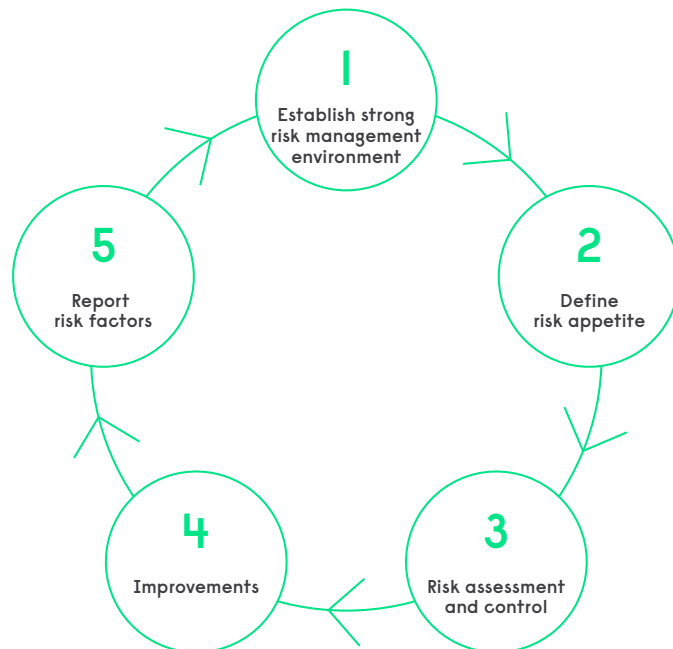 1
Establish strong
risk management
environment
2
Define
risk appetite
3
Risk assessment
and control
4
Improvements
5
Report
risk factors